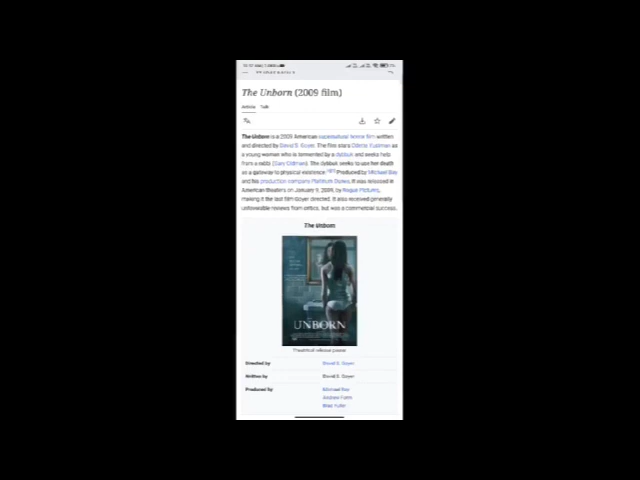 The Unborn (2009 film)
Article Talk
The Unborn is a 2009 American supernatural horror film written
and directed by David S. Goyer. The film stars Odette Yustman as
a young woman who is tormented by a dybbuk and seeks help
from a rabbi (Gary Oldman). The dybbuk seeks to use her death
as a gateway to physical existence. Produced by Michael Bay
and his production company Platinum Dunes, it was released in
American theaters on January 9, 2009, by Rogue Pictures,
making it the last film Goyer directed. It also received generally
unfavorable reviews from critics, but was a commercial success.
The Unborn
UNBORN
Theatrical release poster
Directed by David S. Goyer
Written by David S. Goyer
Produced by Michael Bay
Andrew Form
Brad Fuller